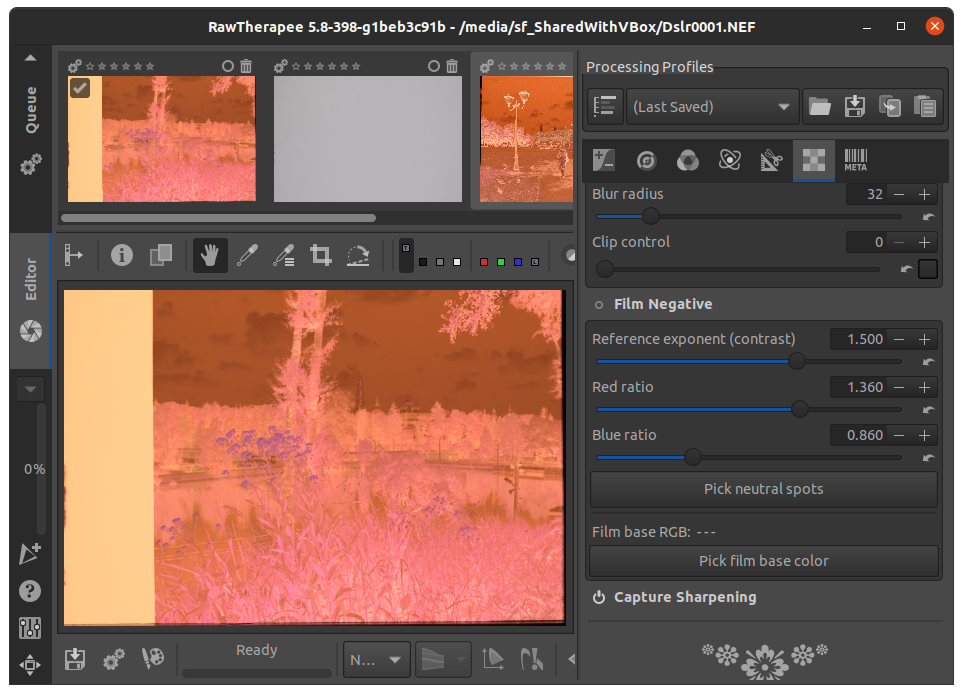 RawTherapee 5.8-398-g1beb3c91b - /media/sf_SharedWithVBox/Dslr0001.NEF
Queue
Editor
0%
Processing Profiles
(Last Saved)
META
Blur radius
32
Clip control
0
Film Negative
Reference exponent (contrast)
1.500
Red ratio
1.360
Blue ratio
0.860
Pick neutral spots
Film base RGB: ---
Pick film base color
Capture Sharpening
Ready
N...